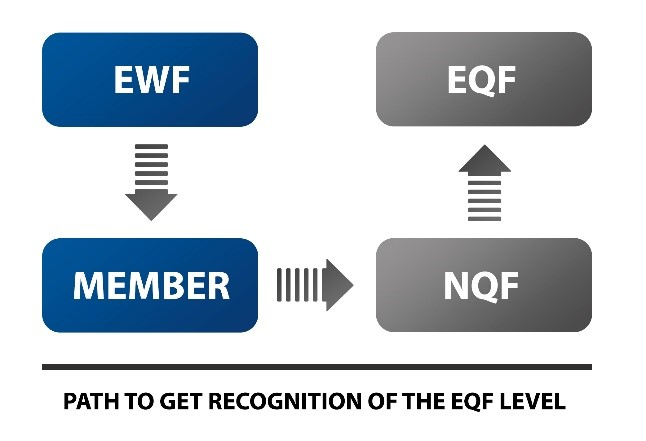 EWF
EQF
MEMBER
NQF
PATH TO GET RECOGNITION OF THE EQF LEVEL